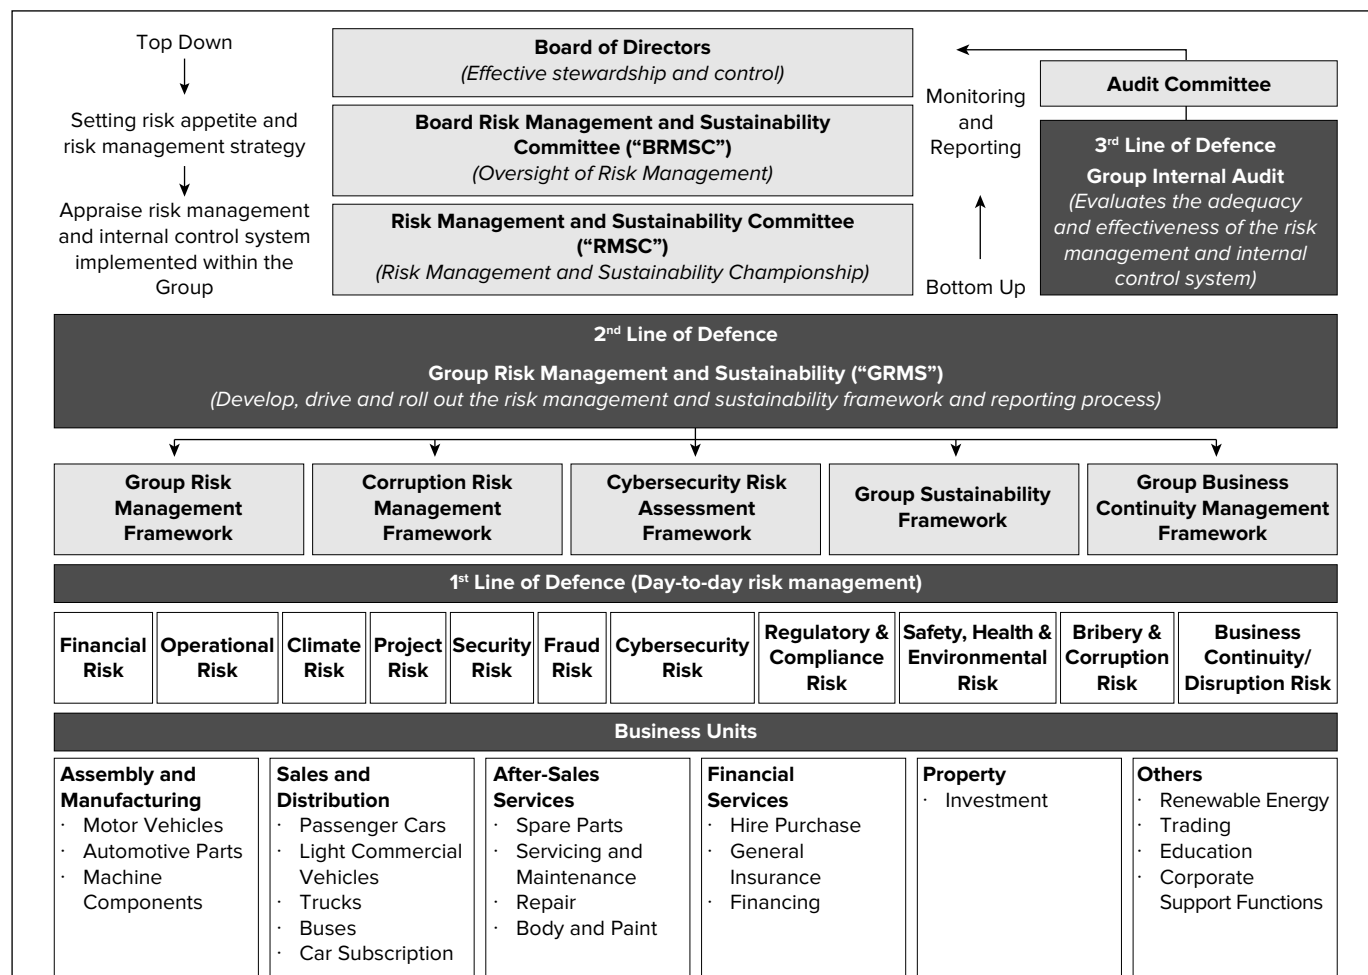 Top Down
Setting risk appetite and
risk management strategy
Appraise risk management
and internal control system
implemented within the
Group
Board of Directors
(Effective stewardship and control)
Board Risk Management and Sustainability
Committee (“BRMSC”)
(Oversight of Risk Management)
Risk Management and Sustainability Committee
(“RMSC”)
(Risk Management and Sustainability Championship)
Monitoring
and
Reporting
Bottom Up
Audit Committee
3rd Line of Defence
Group Internal Audit
(Evaluates the adequacy
and effectiveness of the risk
management and internal
control system)
2nd Line of Defence
Group Risk Management and Sustainability (“GRMS”)
(Develop, drive and roll out the risk management and sustainability framework and reporting process)
Group Risk
Management
Framework
Corruption Risk
Management
Framework
Cybersecurity Risk
Assessment
Framework
Group Sustainability
Framework
Group Business
Continuity Management
Framework
1st Line of Defence (Day-to-day risk management)
Financial
Risk
Operational
Risk
Climate
Risk
Project
Risk
Security
Risk
Fraud
Risk
Cybersecurity
Risk
Regulatory &
Compliance
Risk
Safety, Health &
Environmental
Risk
Bribery &
Corruption
Risk
Business
Continuity/
Disruption Risk
Business Units
Assembly and
Manufacturing
· Motor Vehicles
· Automotive Parts
· Machine
Components
Sales and
Distribution
· Passenger Cars
· Light Commercial
Vehicles
· Trucks
· Buses
· Car Subscription
After-Sales
Services
· Spare Parts
· Servicing and
Maintenance
· Repair
· Body and Paint
Financial
Services
· Hire Purchase
· General
Insurance
· Financing
Property
· Investment
Others
· Renewable Energy
· Trading
· Education
· Corporate
Support Functions